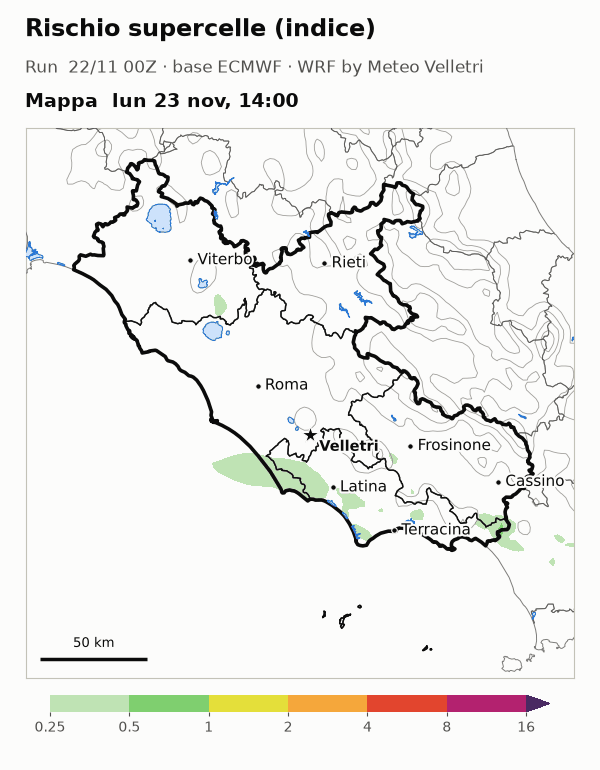 Rischio supercelle (indice)
Run  22/11 00Z · base ECMWF · WRF by Meteo Velletri
Mappa  lun 23 nov, 14:00
Viterbo
Rieti
Roma
Velletri
Frosinone
Cassino
Latina
Terracina
50 km
0.25 0.5 1 2 4 8 16